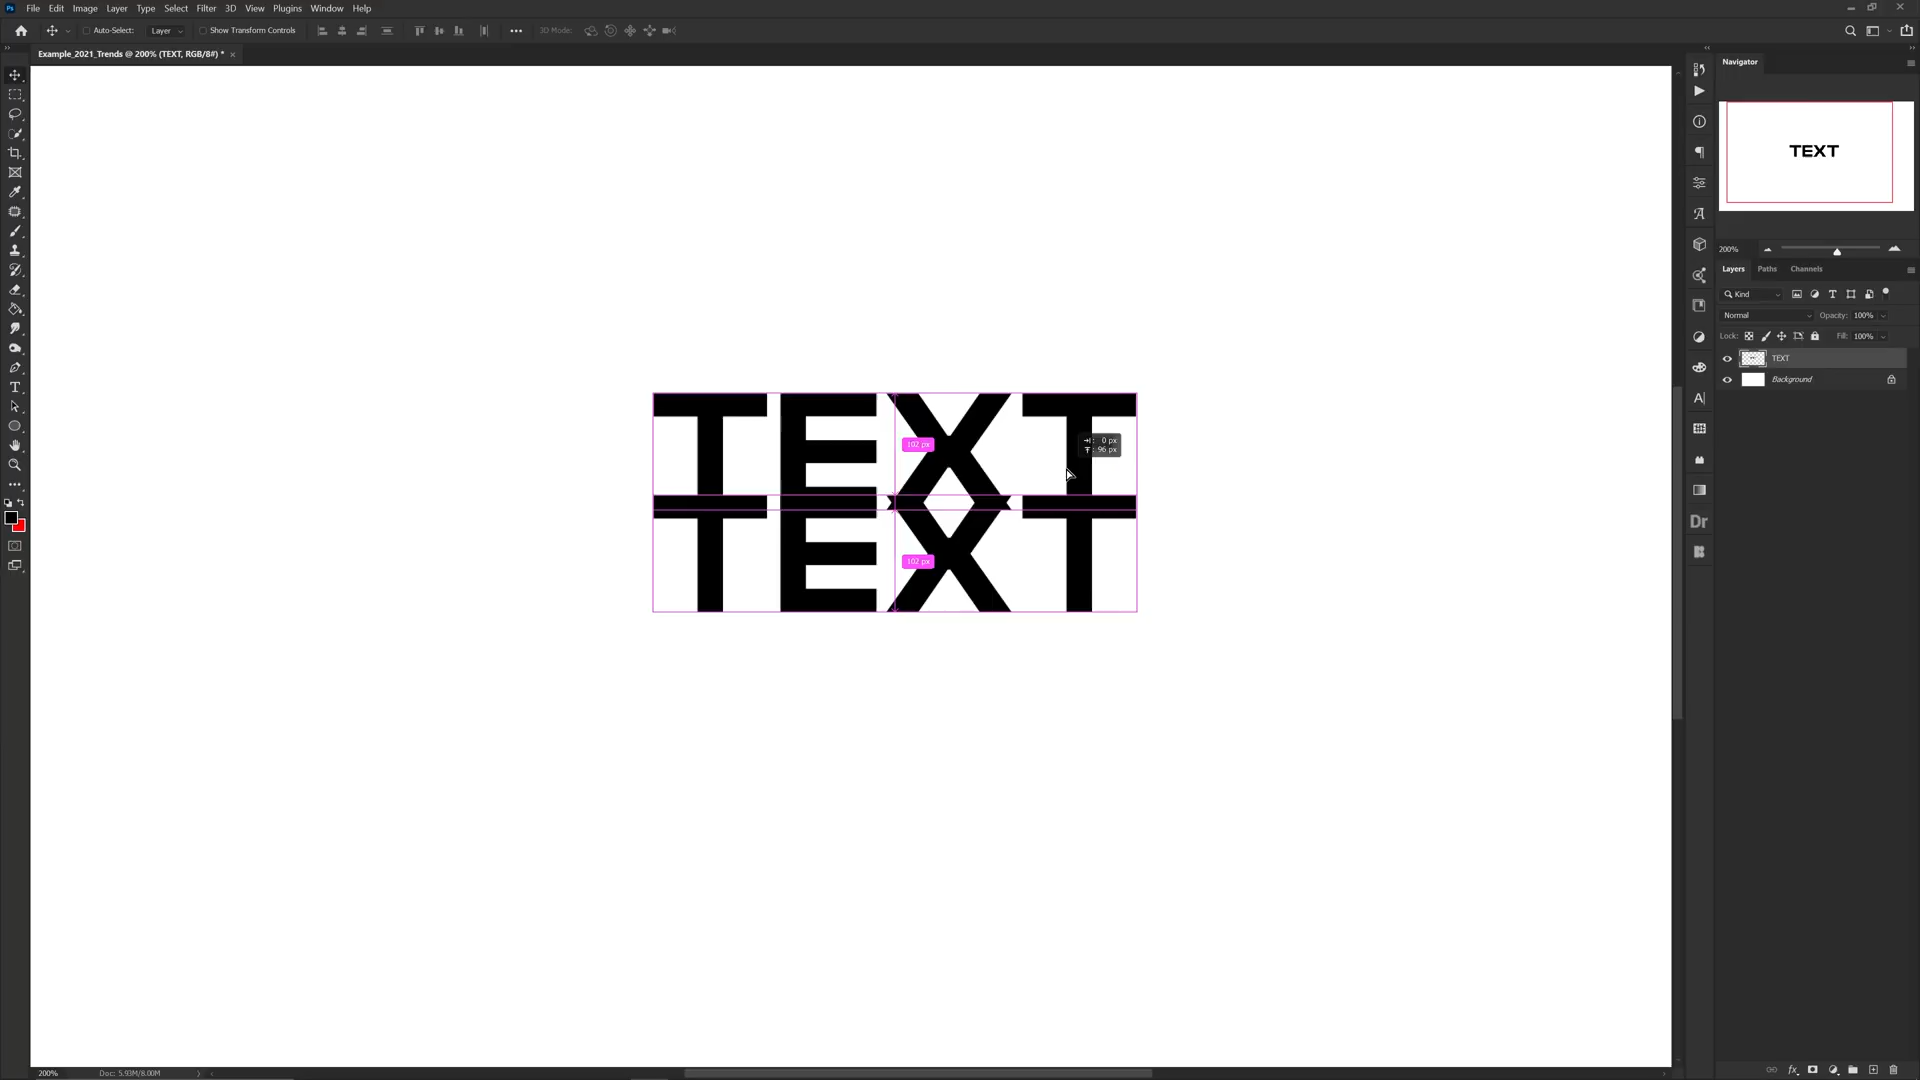 Ps File Edit Image Layer Type Select Filter 3D View Plugins Window Help
Auto-Select: Layer Show Transform Controls 3D Mode:
Example_2021_Trends @ 200% (TEXT, RGB/8#) * ×
Navigator
TEXT
200%
Layers Paths Channels
Kind
Normal Opacity: 100%
Lock: Fill: 100%
TEXT
Background
TEXT
102 px
0 px
96 px
TEXT
102 px
Dr
200% Doc: 5.93M/8.00M